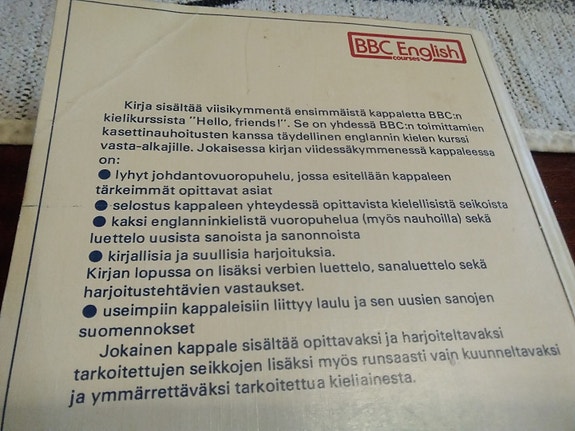 BBC English
courses
Kirja sisältää viisikymmentä ensimmäistä kappaletta BBC:n
kielikurssista "Hello, friends!". Se on yhdessä BBC:n toimittamien
kasettinauhoitusten kanssa täydellinen englannin kielen kurssi
vasta-alkajille. Jokaisessa kirjan viidessäkymmenessä kappaleessa
on:
● lyhyt johdantovuoropuhelu, jossa esitellään kappaleen
tärkeimmät opittavat asiat
● selostus kappaleen yhteydessä opittavista kielellisistä seikoista
● kaksi englanninkielistä vuoropuhelua (myös nauhoilla) sekä
luettelo uusista sanoista ja sanonnoista
● kirjallisia ja suullisia harjoituksia.
Kirjan lopussa on lisäksi verbien luettelo, sanaluettelo sekä
harjoitustehtävien vastaukset.
● useimpiin kappaleisiin liittyy laulu ja sen uusien sanojen
suomennokset
Jokainen kappale sisältää opittavaksi ja harjoiteltavaksi
tarkoitettujen seikkojen lisäksi myös runsaasti vain kuunneltavaksi
ja ymmärrettäväksi tarkoitettua kieliainesta.